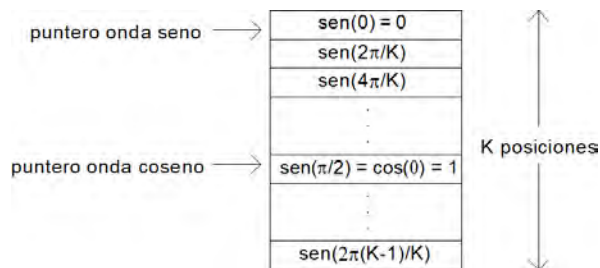 puntero onda seno
sen(0) = 0
sen(2π/K)
sen(4π/K)
.
.
.
puntero onda coseno
sen(π/2) = cos(0) = 1
K posiciones
.
.
.
sen(2π(K-1)/K)